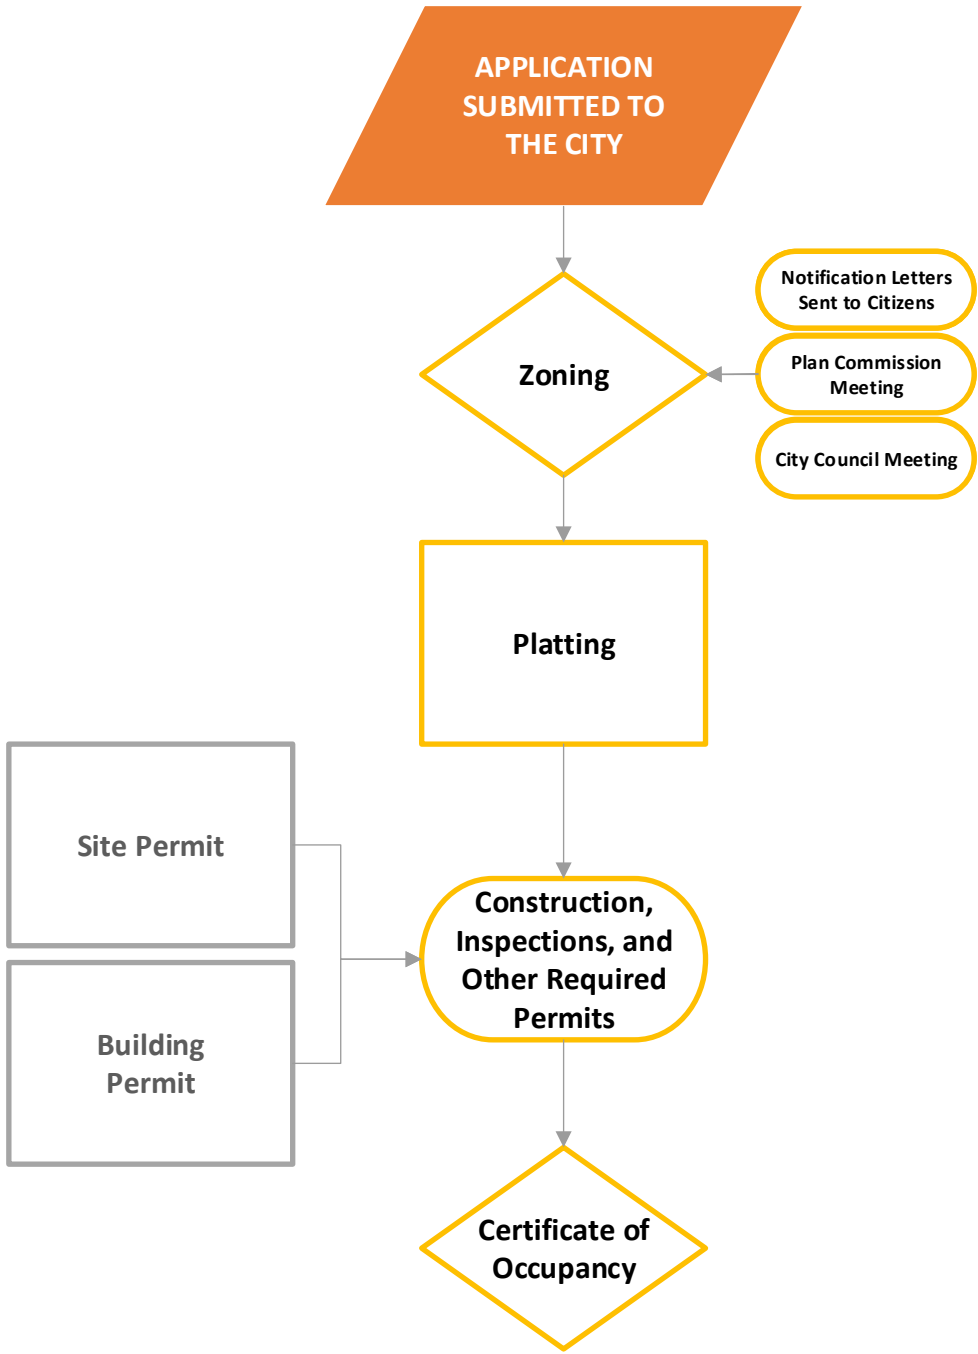 APPLICATION
SUBMITTED TO
THE CITY
Notification Letters
Sent to Citizens
Zoning
Plan Commission
Meeting
City Council Meeting
Platting
Site Permit
Construction,
Inspections, and
Other Required
Permits
Building
Permit
Certificate of
Occupancy